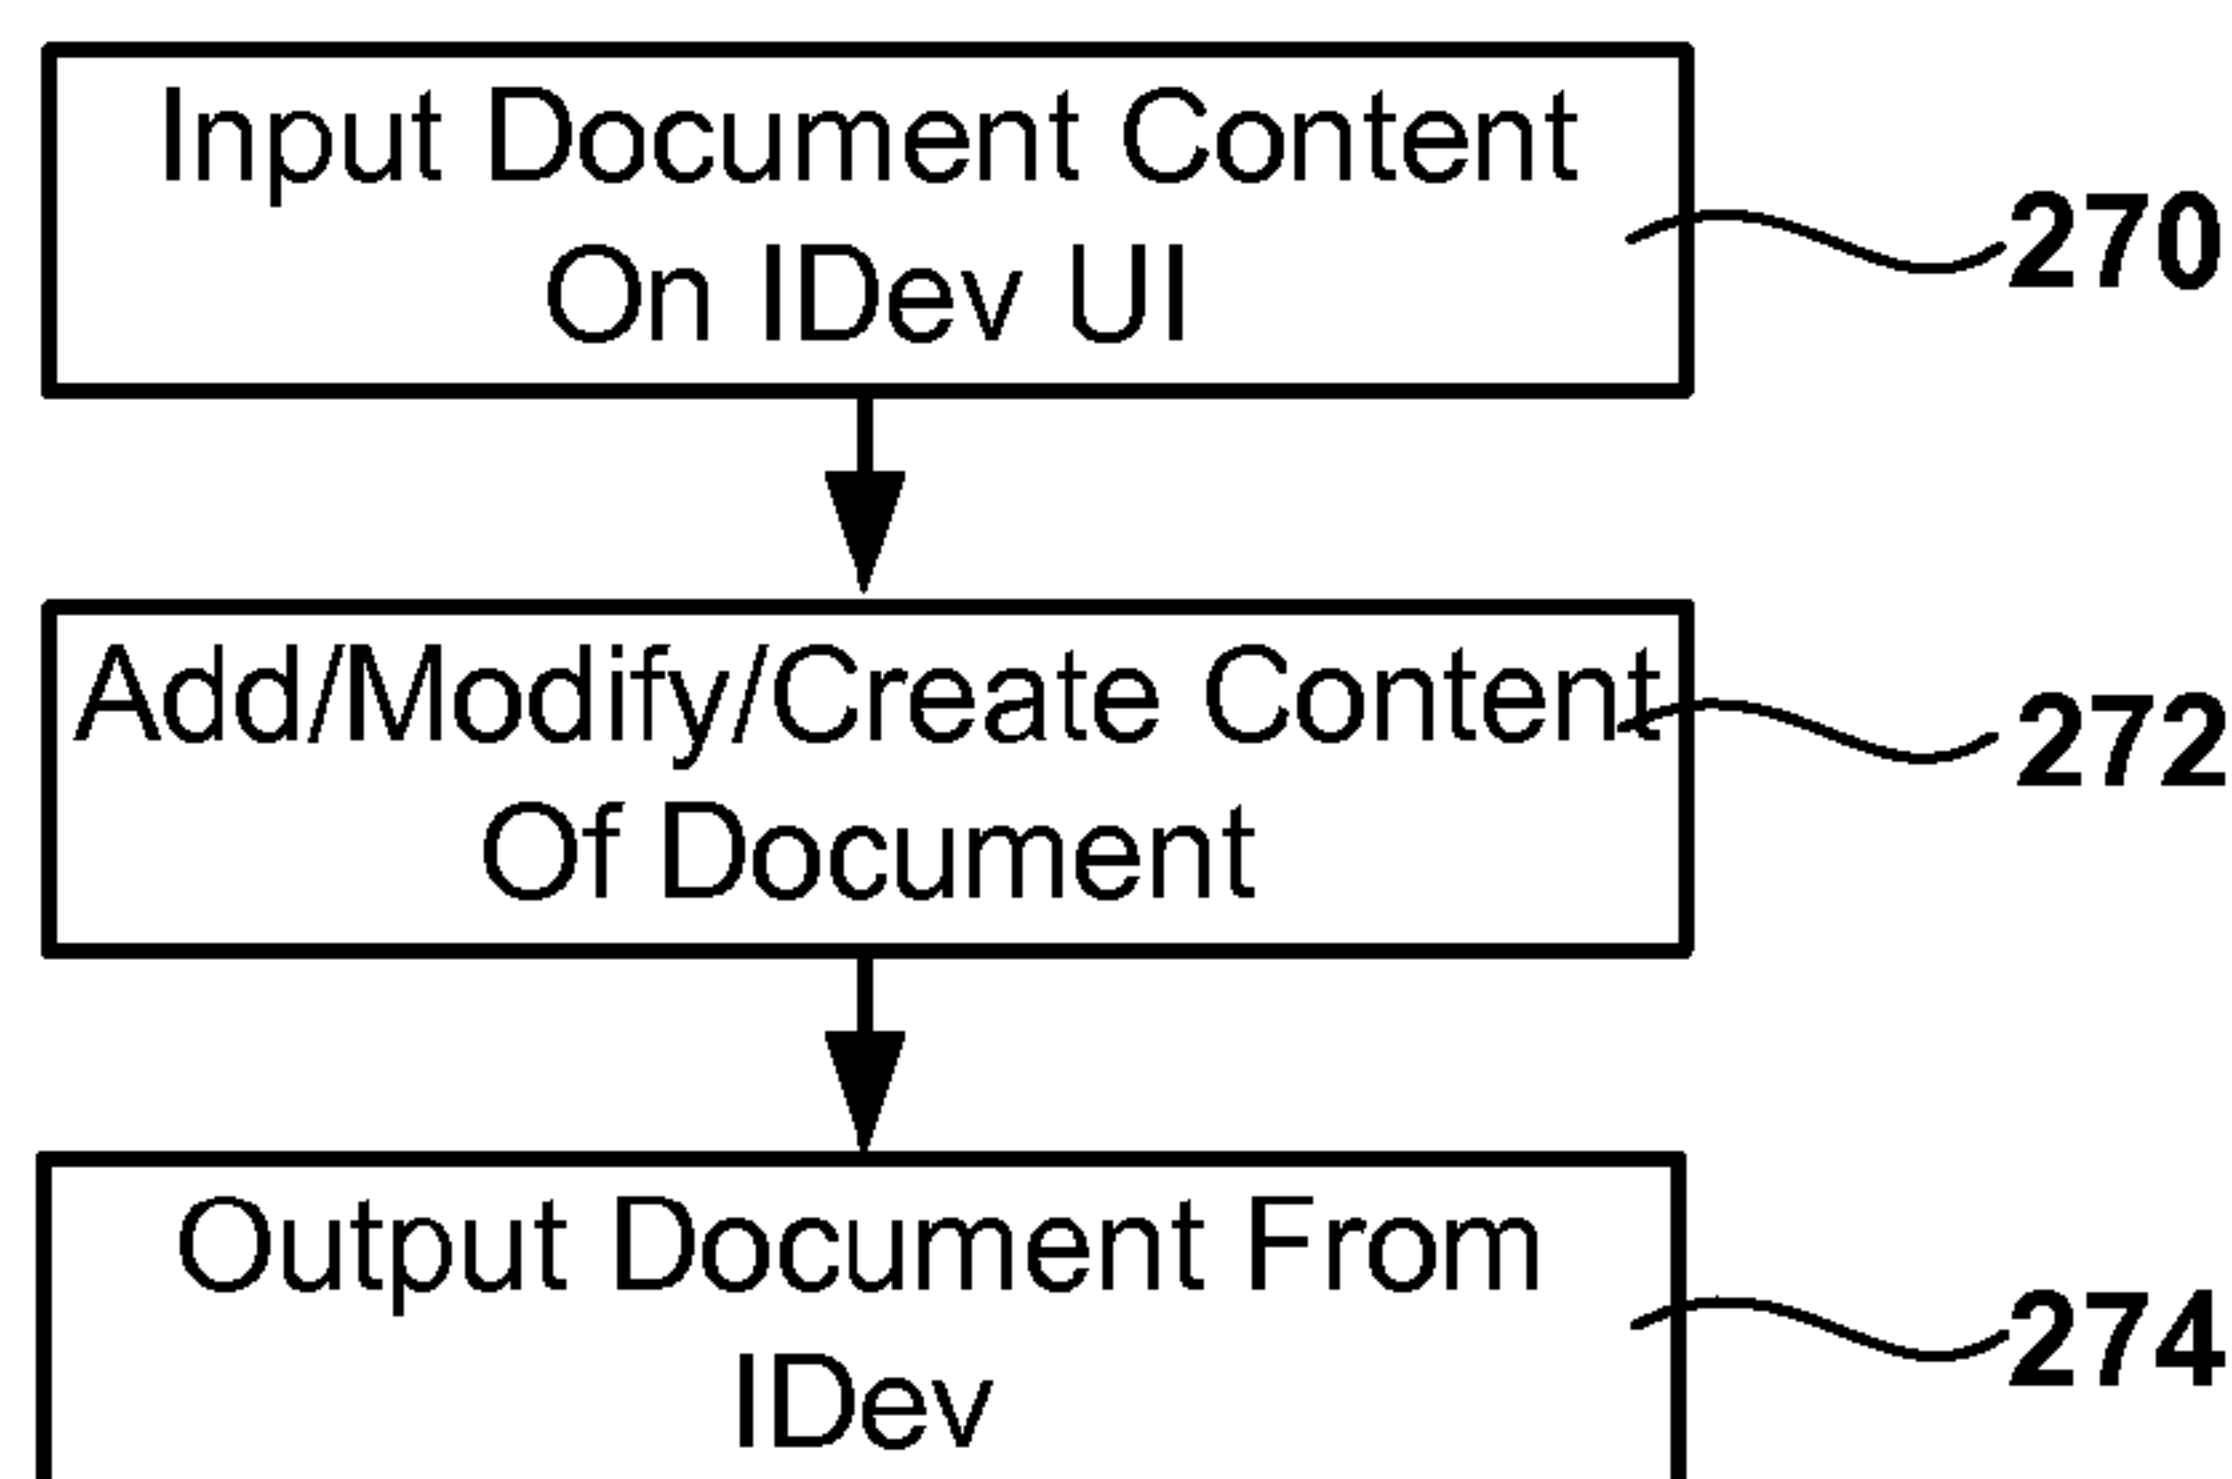 Input Document Content
On IDev UI
270
Add/Modify/Create Content
Of Document
272
Output Document From
IDev
274